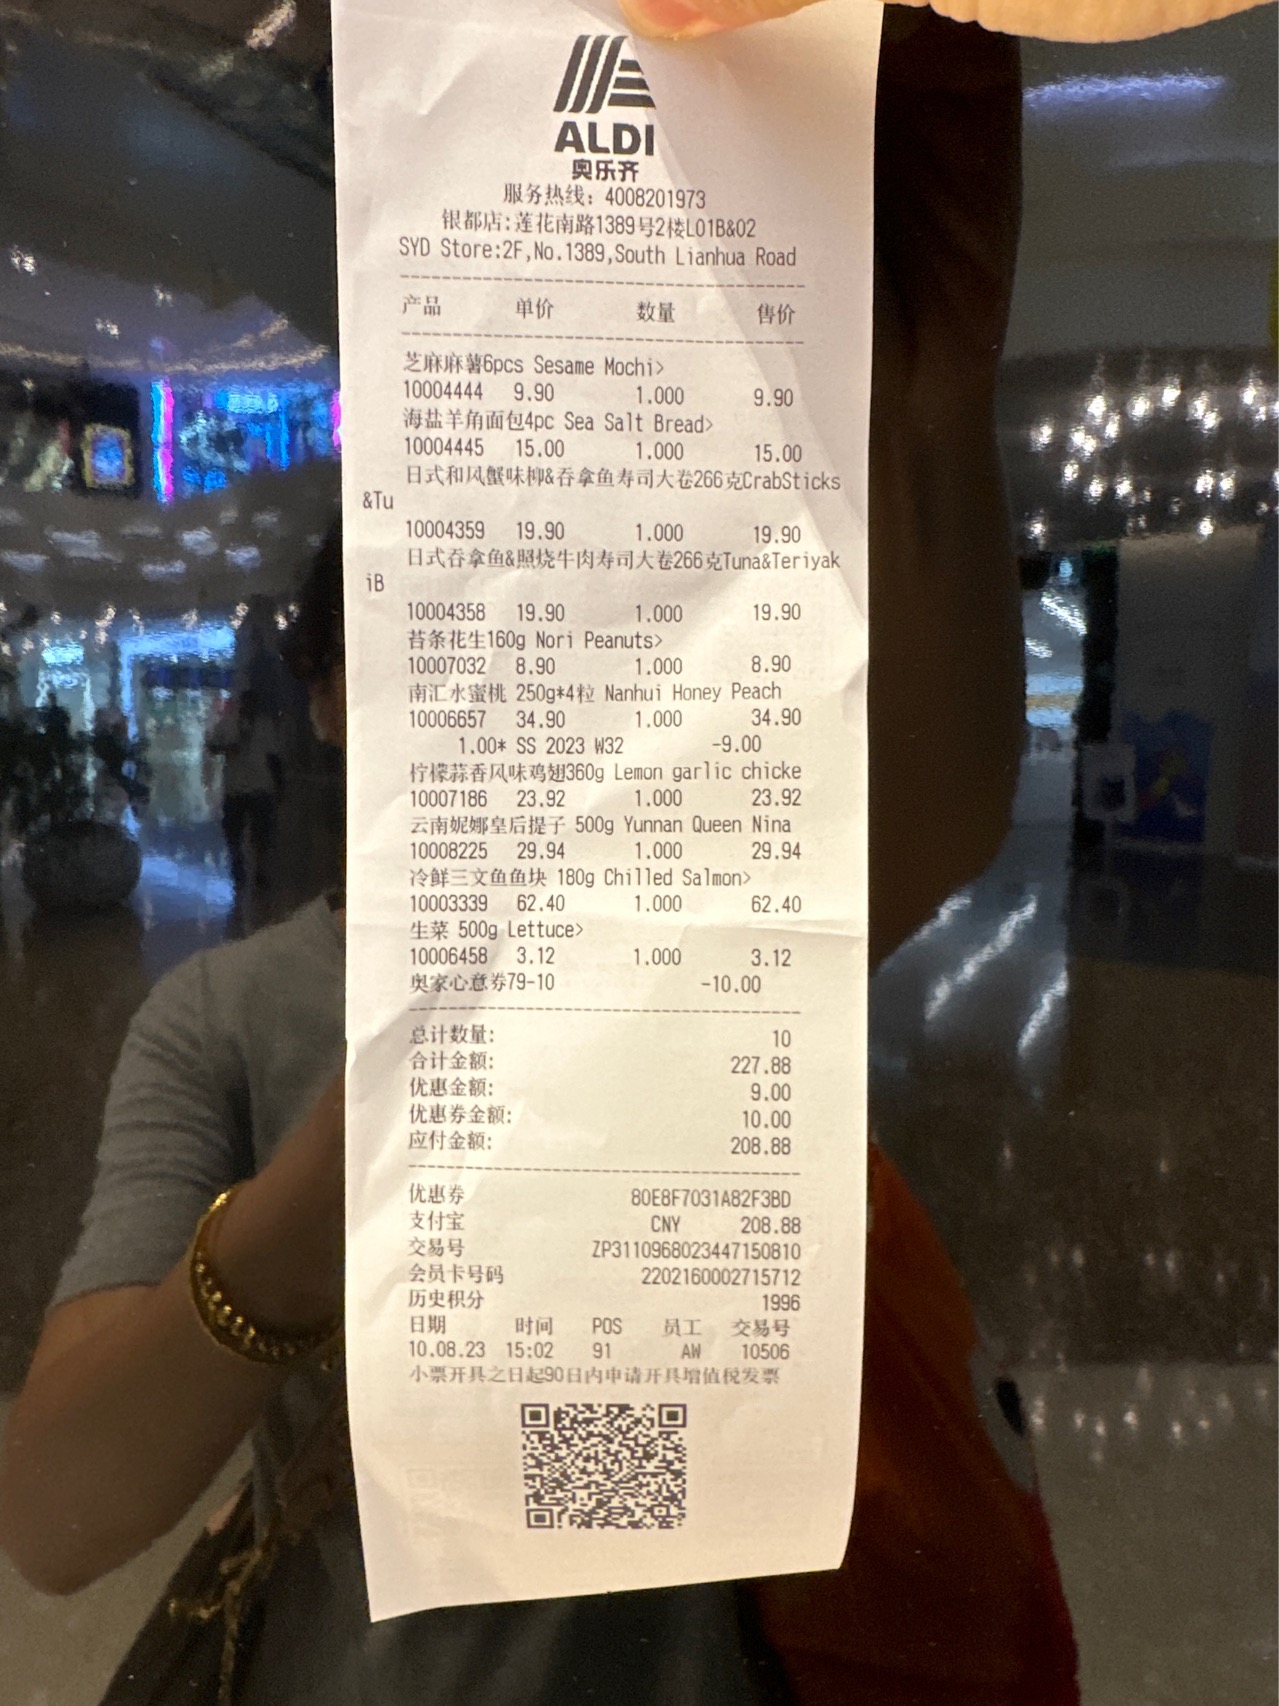 ALDI
奥乐齐
服务热线：4008201973
银都店:莲花南路1389号2楼L01B&02
SYD Store:2F,No.1389,South Lianhua Road
产品 单价 数量 售价
芝麻麻薯6pcs Sesame Mochi>
10004444 9.90 1.000 9.90
海盐羊角面包4pc Sea Salt Bread>
10004445 15.00 1.000 15.00
日式和风蟹味柳&吞拿鱼寿司大卷266克CrabSticks
&Tu
10004359 19.90 1.000 19.90
日式吞拿鱼&照烧牛肉寿司大卷266克Tuna&Teriyak
iB
10004358 19.90 1.000 19.90
苔条花生160g Nori Peanuts>
10007032 8.90 1.000 8.90
南汇水蜜桃 250g*4粒 Nanhui Honey Peach
10006657 34.90 1.000 34.90
1.00* SS 2023 W32 -9.00
柠檬蒜香风味鸡翅360g Lemon garlic chicke
10007186 23.92 1.000 23.92
云南妮娜皇后提子 500g Yunnan Queen Nina
10008225 29.94 1.000 29.94
冷鲜三文鱼鱼块 180g Chilled Salmon>
10003339 62.40 1.000 62.40
生菜 500g Lettuce>
10006458 3.12 1.000 3.12
奥家心意券79-10 -10.00
总计数量: 10
合计金额: 227.88
优惠金额: 9.00
优惠券金额: 10.00
应付金额: 208.88
优惠券 80E8F7031A82F3BD
支付宝 CNY 208.88
交易号 ZP3110968023447150810
会员卡号码 2202160002715712
历史积分 1996
日期 时间 POS 员工 交易号
10.08.23 15:02 91 AW 10506
小票开具之日起90日内申请开具增值税发票